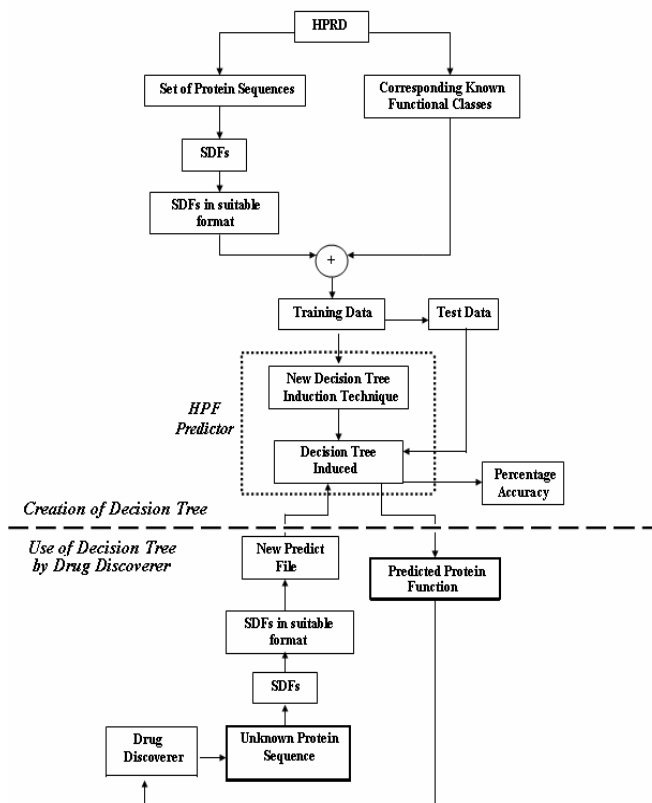 HPRD
Set of Protein Sequences
Corresponding Known
Functional Classes
SDFs
SDFs in suitable
format
+
Training Data
Test Data
New Decision Tree
Induction Technique
HPF
Predictor
Decision Tree
Induced
Percentage
Accuracy
Creation of Decision Tree
Use of Decision Tree
by Drug Discoverer
New Predict
File
Predicted Protein
Function
SDFs in suitable
format
SDFs
Drug
Discoverer
Unknown Protein
Sequence